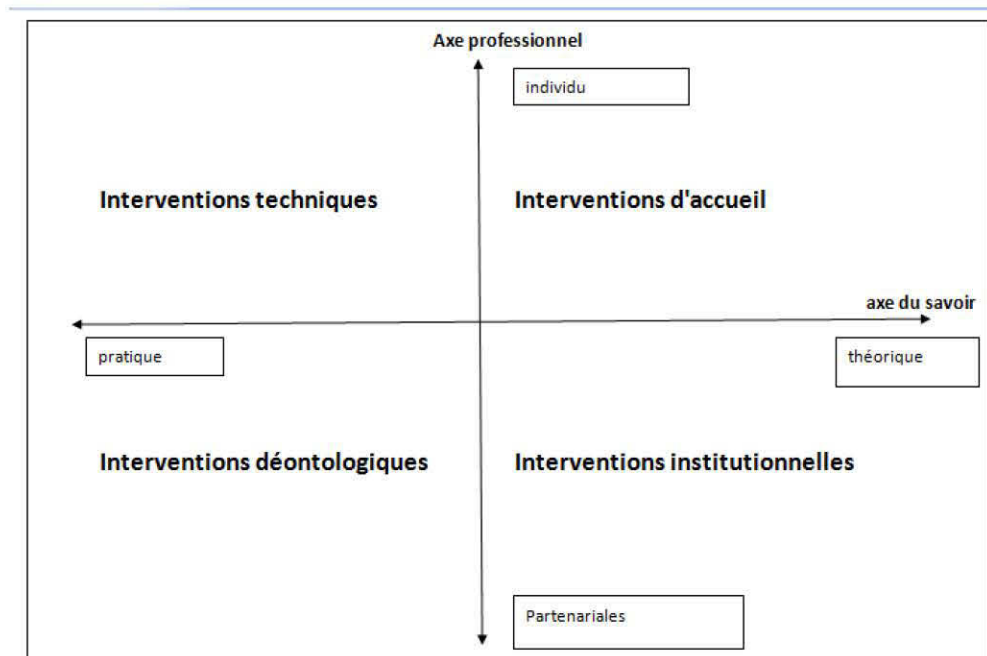 Axe professionnel
individu
Interventions techniques
Interventions d'accueil
axe du savoir
pratique
théorique
Interventions déontologiques
Interventions institutionnelles
Partenariales